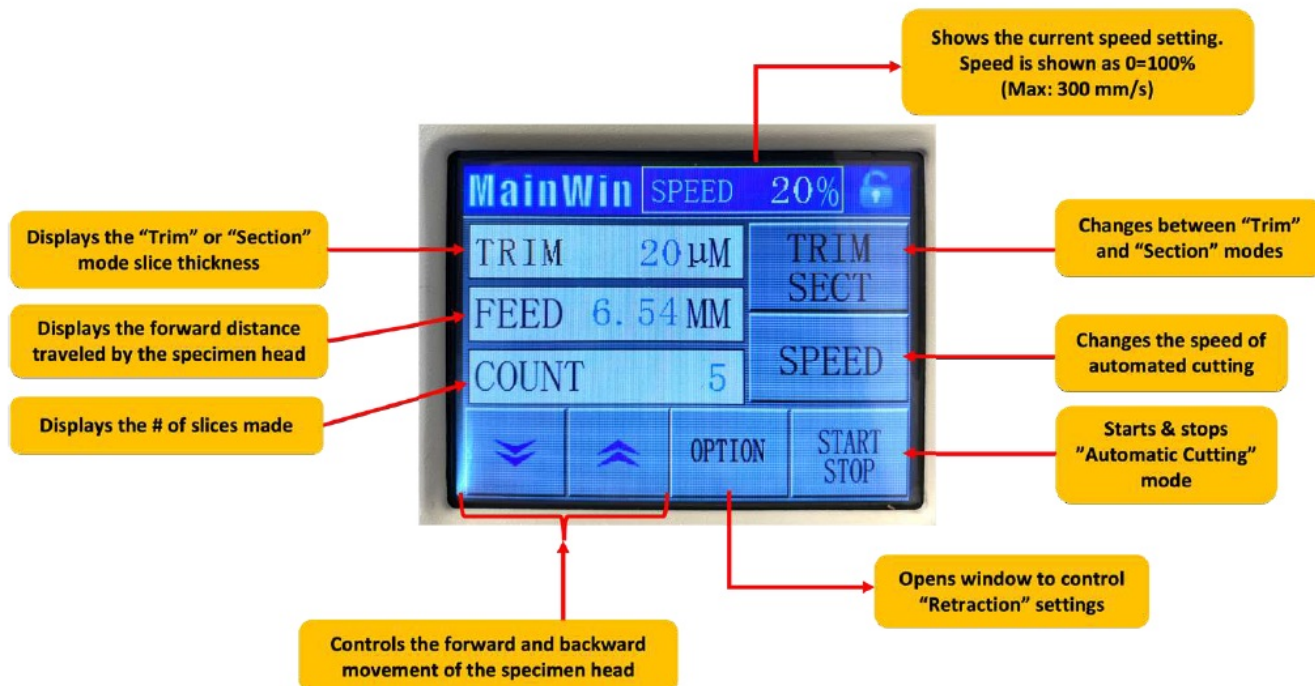 Shows the current speed setting.
Speed is shown as 0=100%
(Max: 300 mm/s)
MainWin SPEED 20%
Displays the “Trim” or “Section”
mode slice thickness
TRIM 20 µM
TRIM
SECT
Changes between “Trim”
and “Section” modes
Displays the forward distance
traveled by the specimen head
FEED 6.54 MM
SPEED
Changes the speed of
automated cutting
Displays the # of slices made
COUNT 5
OPTION
START
STOP
Starts & stops
”Automatic Cutting”
mode
Opens window to control
“Retraction” settings
Controls the forward and backward
movement of the specimen head